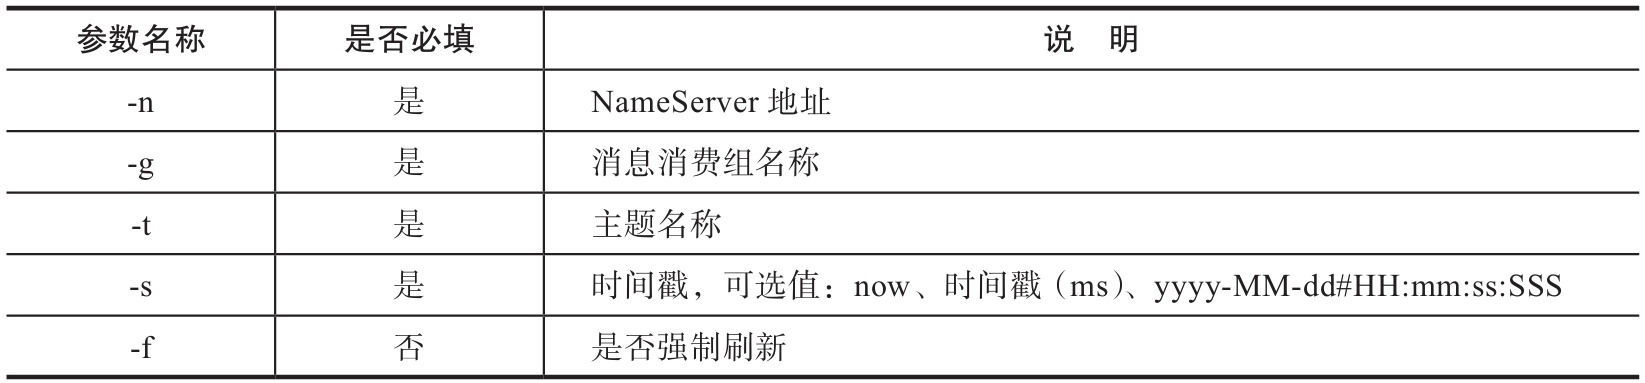 参数名称 是否必填 说 明
-n 是 NameServer 地址
-g 是 消息消费组名称
-t 是 主题名称
-s 是 时间戳，可选值：now、时间戳（ms）、yyyy-MM-dd#HH:mm:ss:SSS
-f 否 是否强制刷新